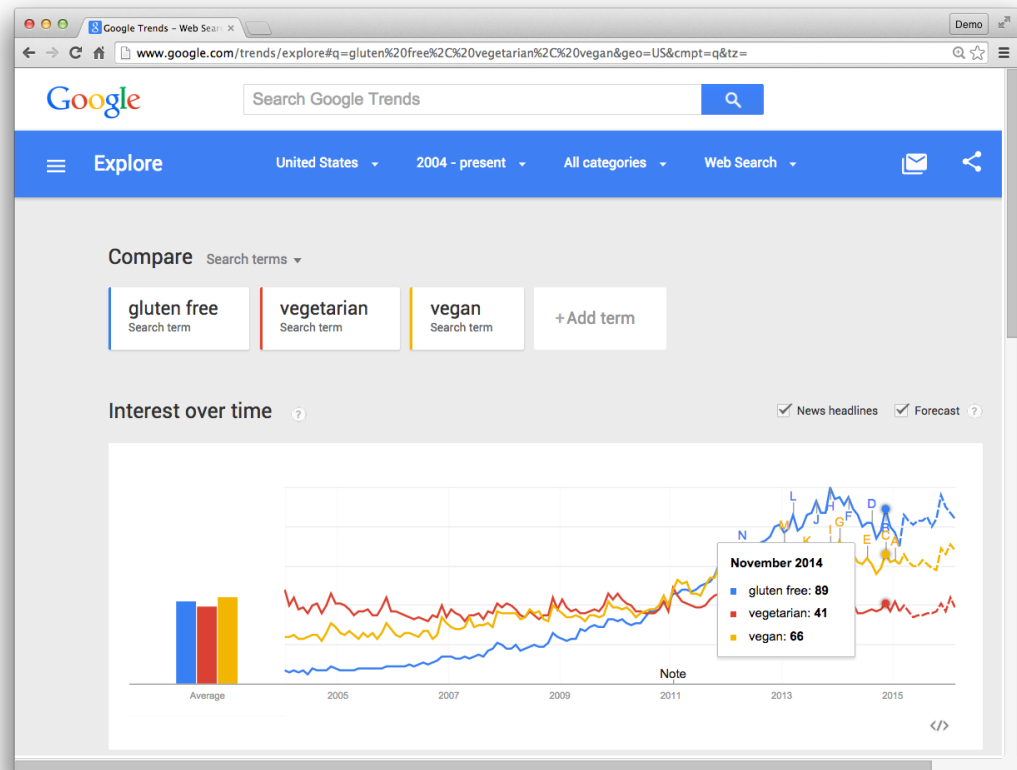 Google Trends - Web Sear
Demo
www.google.com/trends/explore#q=gluten%20free%2C%20vegetarian%2C%20vegan&geo=US&cmpt=q&tz=
Google
Search Google Trends
Explore
United States
2004 - present
All categories
Web Search
Compare
Search terms
gluten free
Search term
vegetarian
Search term
vegan
Search term
+Add term
Interest over time
?
News headlines
Forecast
?
L
H
J
F
D
N
M
K
I
G
E
B
C
A
November 2014
gluten free: 89
vegetarian: 41
vegan: 66
Note
Average
2005
2007
2009
2011
2013
2015
</>